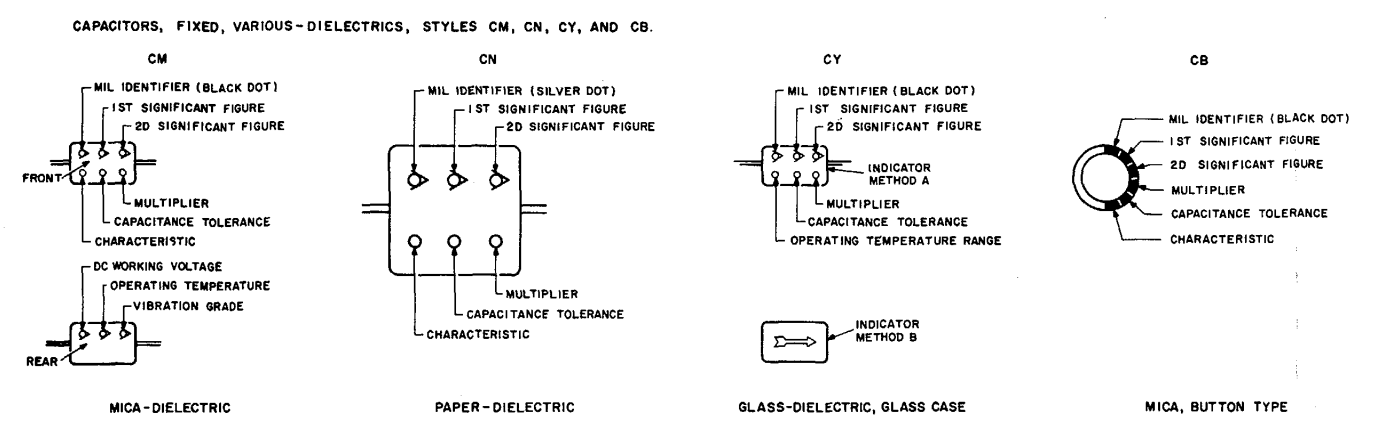 CAPACITORS, FIXED, VARIOUS-DIELECTRICS, STYLES CM, CN, CY, AND CB.
CM
MIL IDENTIFIER (BLACK DOT)
1ST SIGNIFICANT FIGURE
2D SIGNIFICANT FIGURE
FRONT
MULTIPLIER
CAPACITANCE TOLERANCE
CHARACTERISTIC
DC WORKING VOLTAGE
OPERATING TEMPERATURE
VIBRATION GRADE
REAR
MICA-DIELECTRIC
CN
MIL IDENTIFIER (SILVER DOT)
1ST SIGNIFICANT FIGURE
2D SIGNIFICANT FIGURE
MULTIPLIER
CAPACITANCE TOLERANCE
CHARACTERISTIC
PAPER-DIELECTRIC
CY
MIL IDENTIFIER (BLACK DOT)
1ST SIGNIFICANT FIGURE
2D SIGNIFICANT FIGURE
INDICATOR
METHOD A
MULTIPLIER
CAPACITANCE TOLERANCE
OPERATING TEMPERATURE RANGE
INDICATOR
METHOD B
GLASS-DIELECTRIC, GLASS CASE
CB
MIL IDENTIFIER (BLACK DOT)
1ST SIGNIFICANT FIGURE
2D SIGNIFICANT FIGURE
MULTIPLIER
CAPACITANCE TOLERANCE
CHARACTERISTIC
MICA, BUTTON TYPE